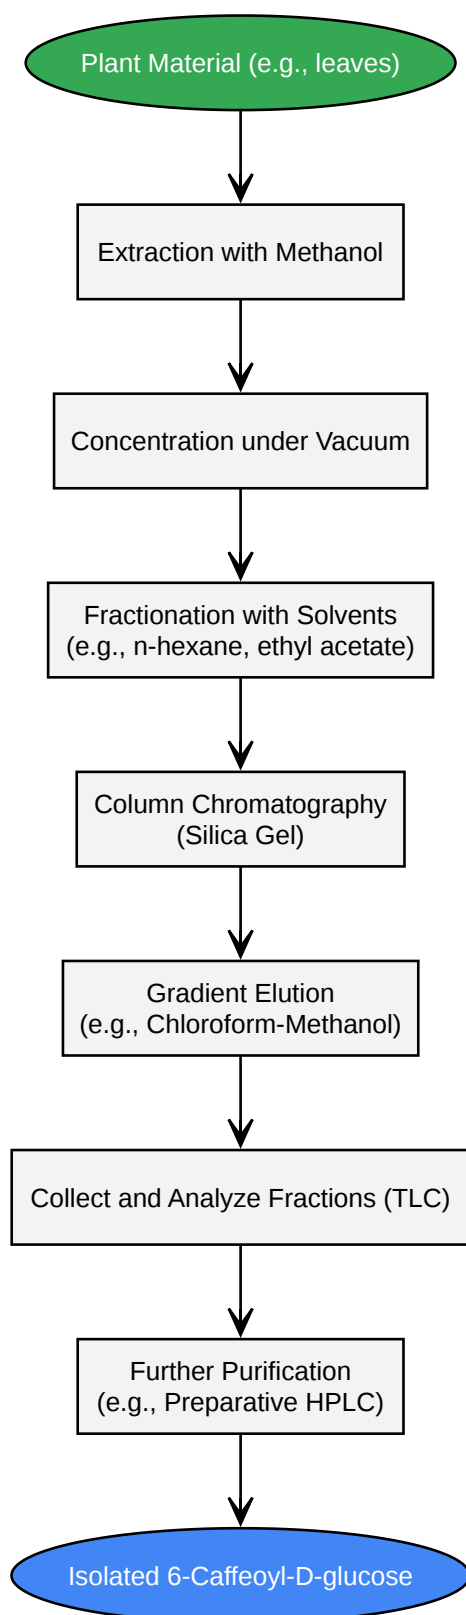 Plant Material (e.g., leaves)
Extraction with Methanol
Concentration under Vacuum
Fractionation with Solvents
(e.g., n-hexane, ethyl acetate)
Column Chromatography
(Silica Gel)
Gradient Elution
(e.g., Chloroform-Methanol)
Collect and Analyze Fractions (TLC)
Further Purification
(e.g., Preparative HPLC)
Isolated 6-Caffeoyl-D-glucose